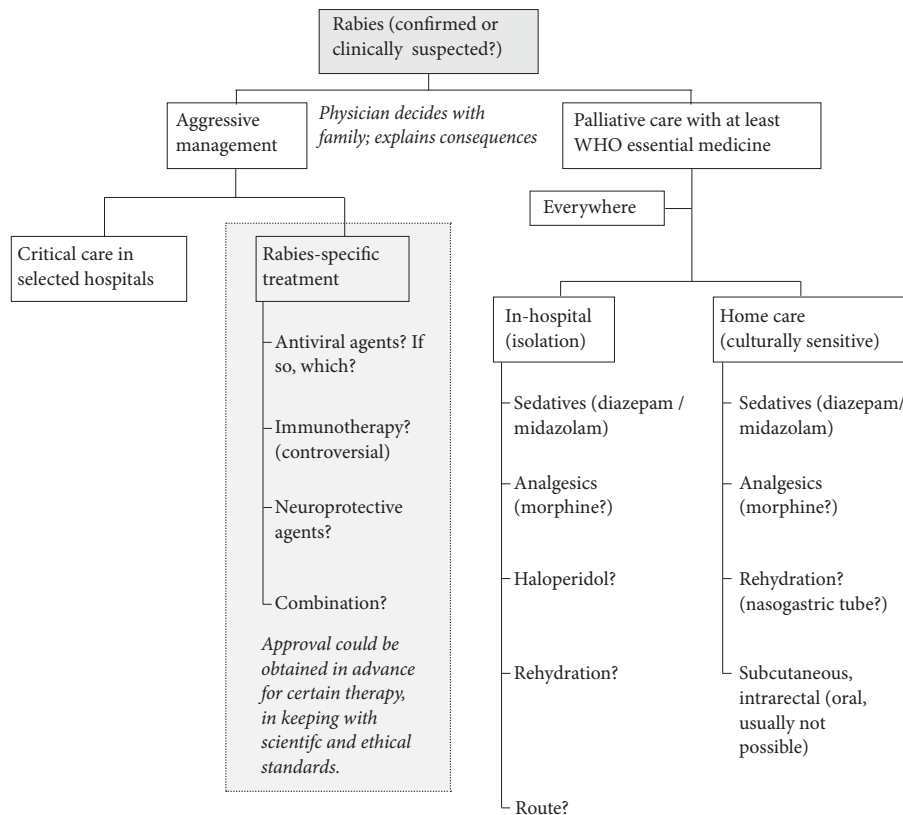 Rabies (confirmed or
clinically suspected?)
Aggressive
management
Physician decides with
family; explains consequences
Palliative care with at least
WHO essential medicine
Everywhere
Critical care in
selected hospitals
Rabies-specific
treatment
Antiviral agents? If
so, which?
Immunotherapy?
(controversial)
Neuroprotective
agents?
Combination?
Approval could be
obtained in advance
for certain therapy,
in keeping with
scientifc and ethical
standards.
In-hospital
(isolation)
Sedatives (diazepam /
midazolam)
Analgesics
(morphine?)
Haloperidol?
Rehydration?
Route?
Home care
(culturally sensitive)
Sedatives (diazepam/
midazolam)
Analgesics
(morphine?)
Rehydration?
(nasogastric tube?)
Subcutaneous,
intrarectal (oral,
usually not
possible)